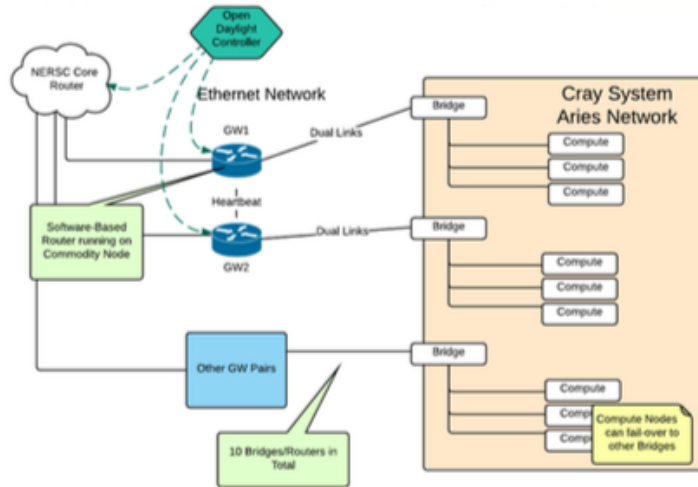 Open
Daylight
Controller
NERSC Core
Router
Ethernet Network
GW1
Dual Links
Bridge
Cray System
Aries Network
Compute
Compute
Compute
Heartbeat
Software-Based
Router running on
Commodity Node
GW2
Dual Links
Bridge
Compute
Compute
Compute
Other GW Pairs
Bridge
Compute
Compu
Compu
Compute Nodes
can fail-over to
other Bridges
10 Bridges/Routers in
Total